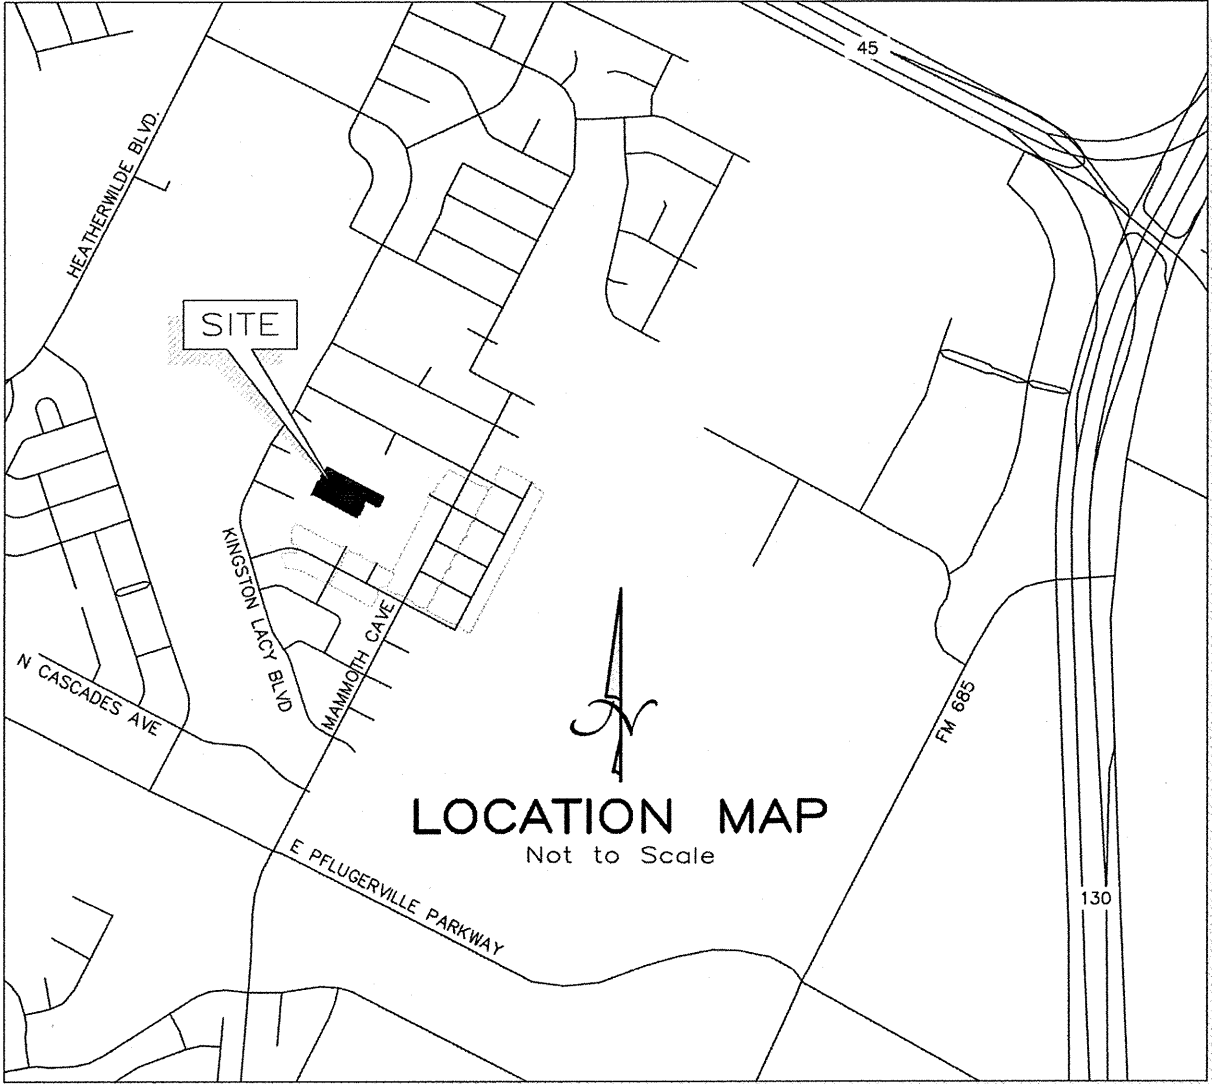 45
HEATHERWILDE BLVD.
SITE
KINGSTON LACY BLVD
MAMMOTH CAVE
N CASCADES AVE
FM 685
N
LOCATION MAP
Not to Scale
E PFLUGERVILLE PARKWAY
130